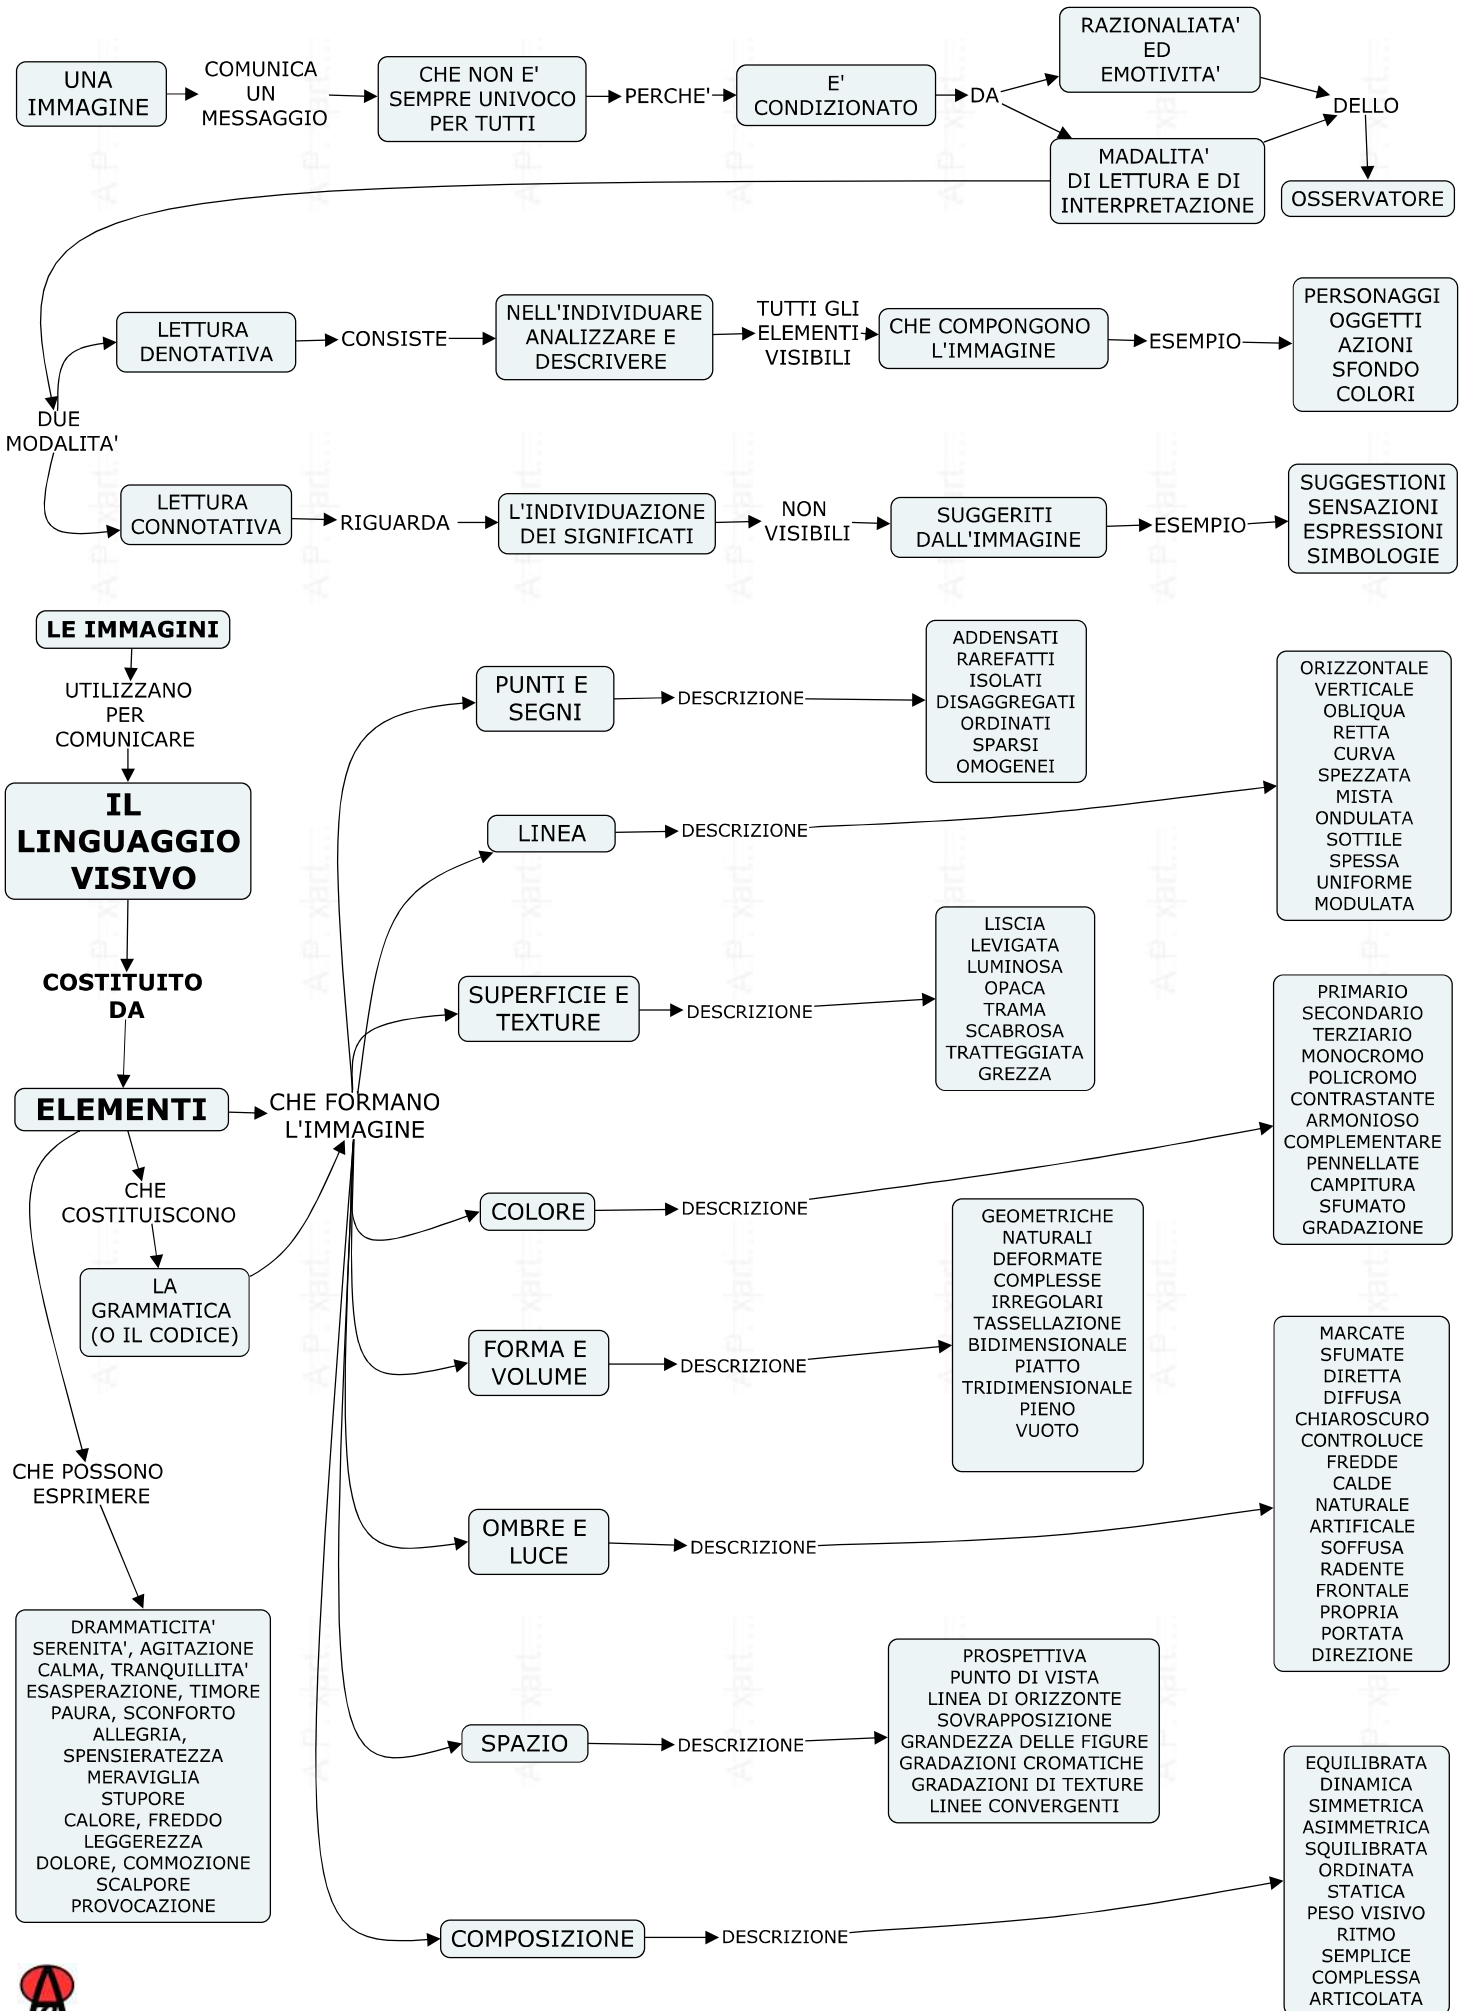 UNA
IMMAGINE
COMUNICA
UN
MESSAGGIO
CHE NON E'
SEMPRE UNIVOCO
PER TUTTI
PERCHE'
E'
CONDIZIONATO
DA
RAZIONALIATA'
ED
EMOTIVITA'
MADALITA'
DI LETTURA E DI
INTERPRETAZIONE
DELLO
OSSERVATORE
DUE
MODALITA'
LETTURA
DENOTATIVA
CONSISTE
NELL'INDIVIDUARE
ANALIZZARE E
DESCRIVERE
TUTTI GLI
ELEMENTI
VISIBILI
CHE COMPONGONO
L'IMMAGINE
ESEMPIO
PERSONAGGI
OGGETTI
AZIONI
SFONDO
COLORI
LETTURA
CONNOTATIVA
RIGUARDA
L'INDIVIDUAZIONE
DEI SIGNIFICATI
NON
VISIBILI
SUGGERITI
DALL'IMMAGINE
ESEMPIO
SUGGESTIONI
SENSAZIONI
ESPRESSIONI
SIMBOLOGIE
LE IMMAGINI
UTILIZZANO
PER
COMUNICARE
IL
LINGUAGGIO
VISIVO
COSTITUITO
DA
ELEMENTI
CHE
COSTITUISCONO
LA
GRAMMATICA
(O IL CODICE)
CHE POSSONO
ESPRIMERE
DRAMMATICITA'
SERENITA', AGITAZIONE
CALMA, TRANQUILLITA'
ESASPERAZIONE, TIMORE
PAURA, SCONFORTO
ALLEGRIA,
SPENSIERATEZZA
MERAVIGLIA
STUPORE
CALORE, FREDDO
LEGGEREZZA
DOLORE, COMMOZIONE
SCALPORE
PROVOCAZIONE
CHE FORMANO
L'IMMAGINE
PUNTI E
SEGNI
DESCRIZIONE
ADDENSATI
RAREFATTI
ISOLATI
DISAGGREGATI
ORDINATI
SPARSI
OMOGENEI
LINEA
DESCRIZIONE
ORIZZONTALE
VERTICALE
OBLIQUA
RETTA
CURVA
SPEZZATA
MISTA
ONDULATA
SOTTILE
SPESSA
UNIFORME
MODULATA
SUPERFICIE E
TEXTURE
DESCRIZIONE
LISCIA
LEVIGATA
LUMINOSA
OPACA
TRAMA
SCABROSA
TRATTEGGIATA
GREZZA
COLORE
DESCRIZIONE
PRIMARIO
SECONDARIO
TERZIARIO
MONOCROMO
POLICROMO
CONTRASTANTE
ARMONIOSO
COMPLEMENTARE
PENNELLATE
CAMPITURA
SFUMATO
GRADAZIONE
FORMA E
VOLUME
DESCRIZIONE
GEOMETRICHE
NATURALI
DEFORMATE
COMPLESSE
IRREGOLARI
TASSELLAZIONE
BIDIMENSIONALE
PIATTO
TRIDIMENSIONALE
PIENO
VUOTO
OMBRE E
LUCE
DESCRIZIONE
MARCATE
SFUMATE
DIRETTA
DIFFUSA
CHIAROSCURO
CONTROLUCE
FREDDE
CALDE
NATURALE
ARTIFICALE
SOFFUSA
RADENTE
FRONTALE
PROPRIA
PORTATA
DIREZIONE
SPAZIO
DESCRIZIONE
PROSPETTIVA
PUNTO DI VISTA
LINEA DI ORIZZONTE
SOVRAPPOSIZIONE
GRANDEZZA DELLE FIGURE
GRADAZIONI CROMATICHE
GRADAZIONI DI TEXTURE
LINEE CONVERGENTI
COMPOSIZIONE
DESCRIZIONE
EQUILIBRATA
DINAMICA
SIMMETRICA
ASIMMETRICA
SQUILIBRATA
ORDINATA
STATICA
PESO VISIVO
RITMO
SEMPLICE
COMPLESSA
ARTICOLATA